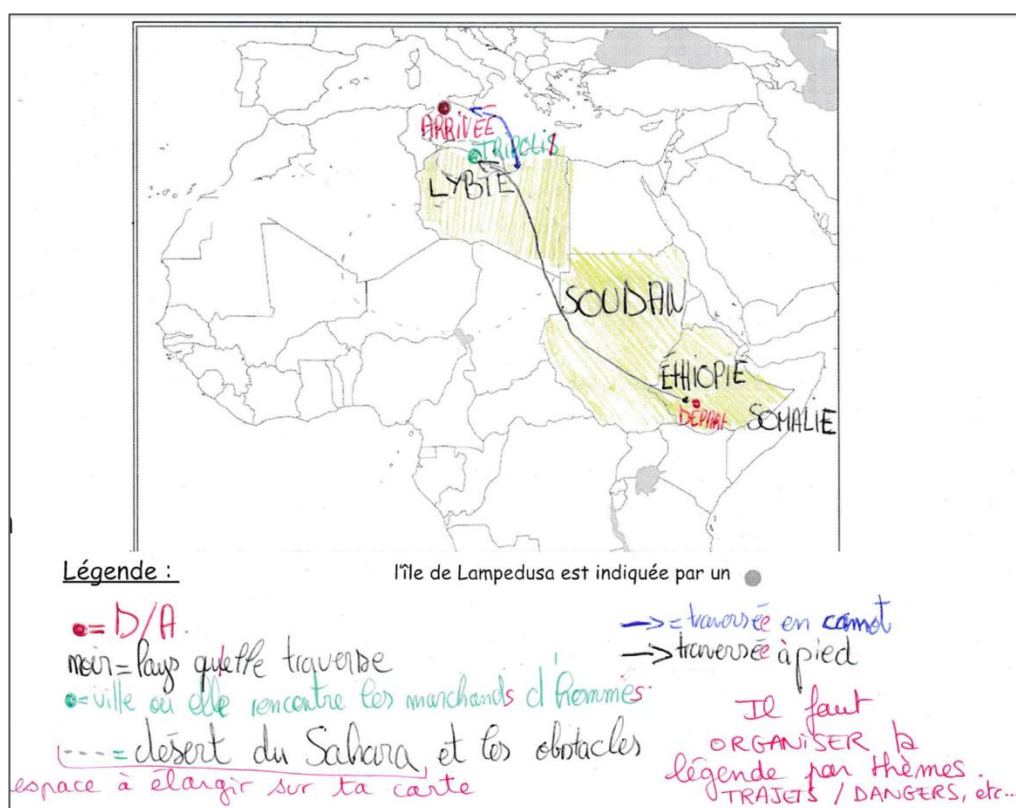 ARRIVÉE
TRIPOLIS
LYBIE
SOUDAN
ÉTHIOPIE
DÉPART
SOMALIE
Légende :
l'île de Lampedusa est indiquée par un
= D/A.
noir = Pays qu'elle traverse
= ville ou elle rencontre les marchands d'hommes.
---- = désert du Sahara et les obstacles
espace à élargir sur ta carte
= traversée en canot
traversée à pied
Il faut
ORGANISER la
légende par thèmes.
TRAJETS / DANGERS, etc...